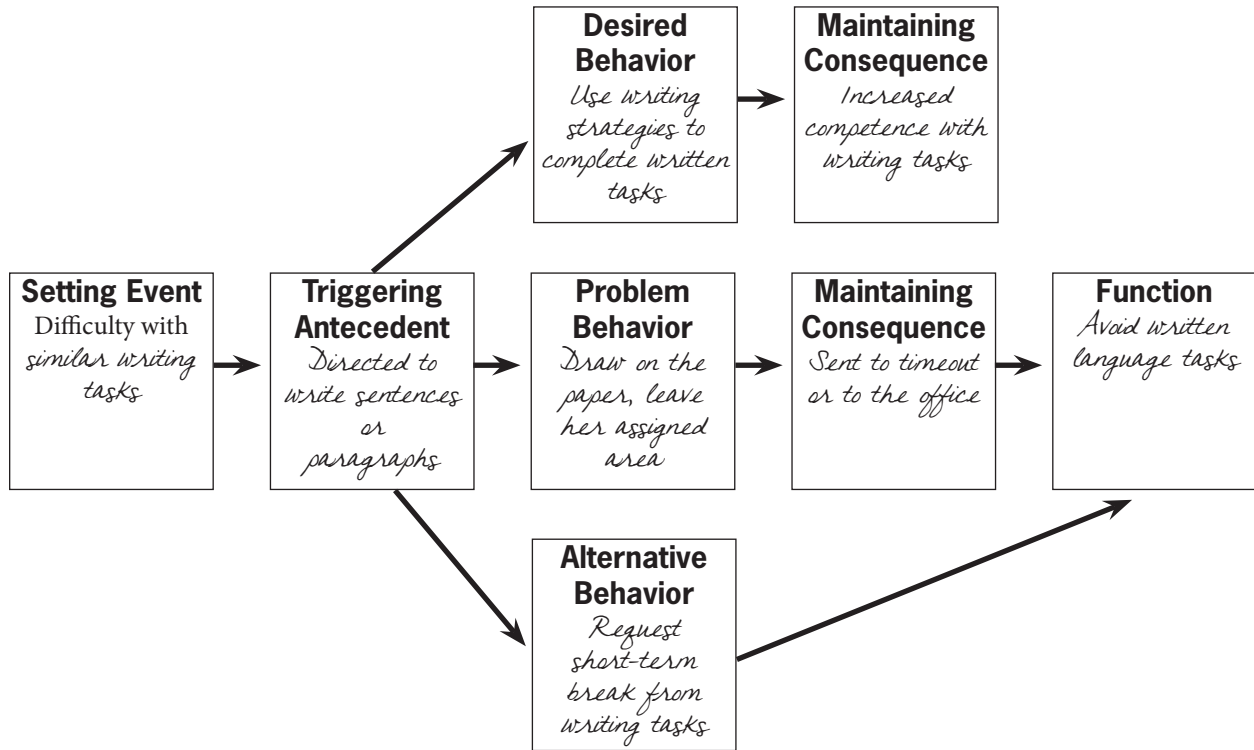 Desired
Behavior
Use writing
strategies to
complete written
tasks
Maintaining
Consequence
Increased
competence with
writing tasks
Setting Event
Difficulty with
similar writing
tasks
Triggering
Antecedent
Directed to
write sentences
or
paragraphs
Problem
Behavior
Draw on the
paper, leave
her assigned
area
Maintaining
Consequence
Sent to timeout
or to the office
Function
Avoid written
language tasks
Alternative
Behavior
Request
short-term
break from
writing tasks